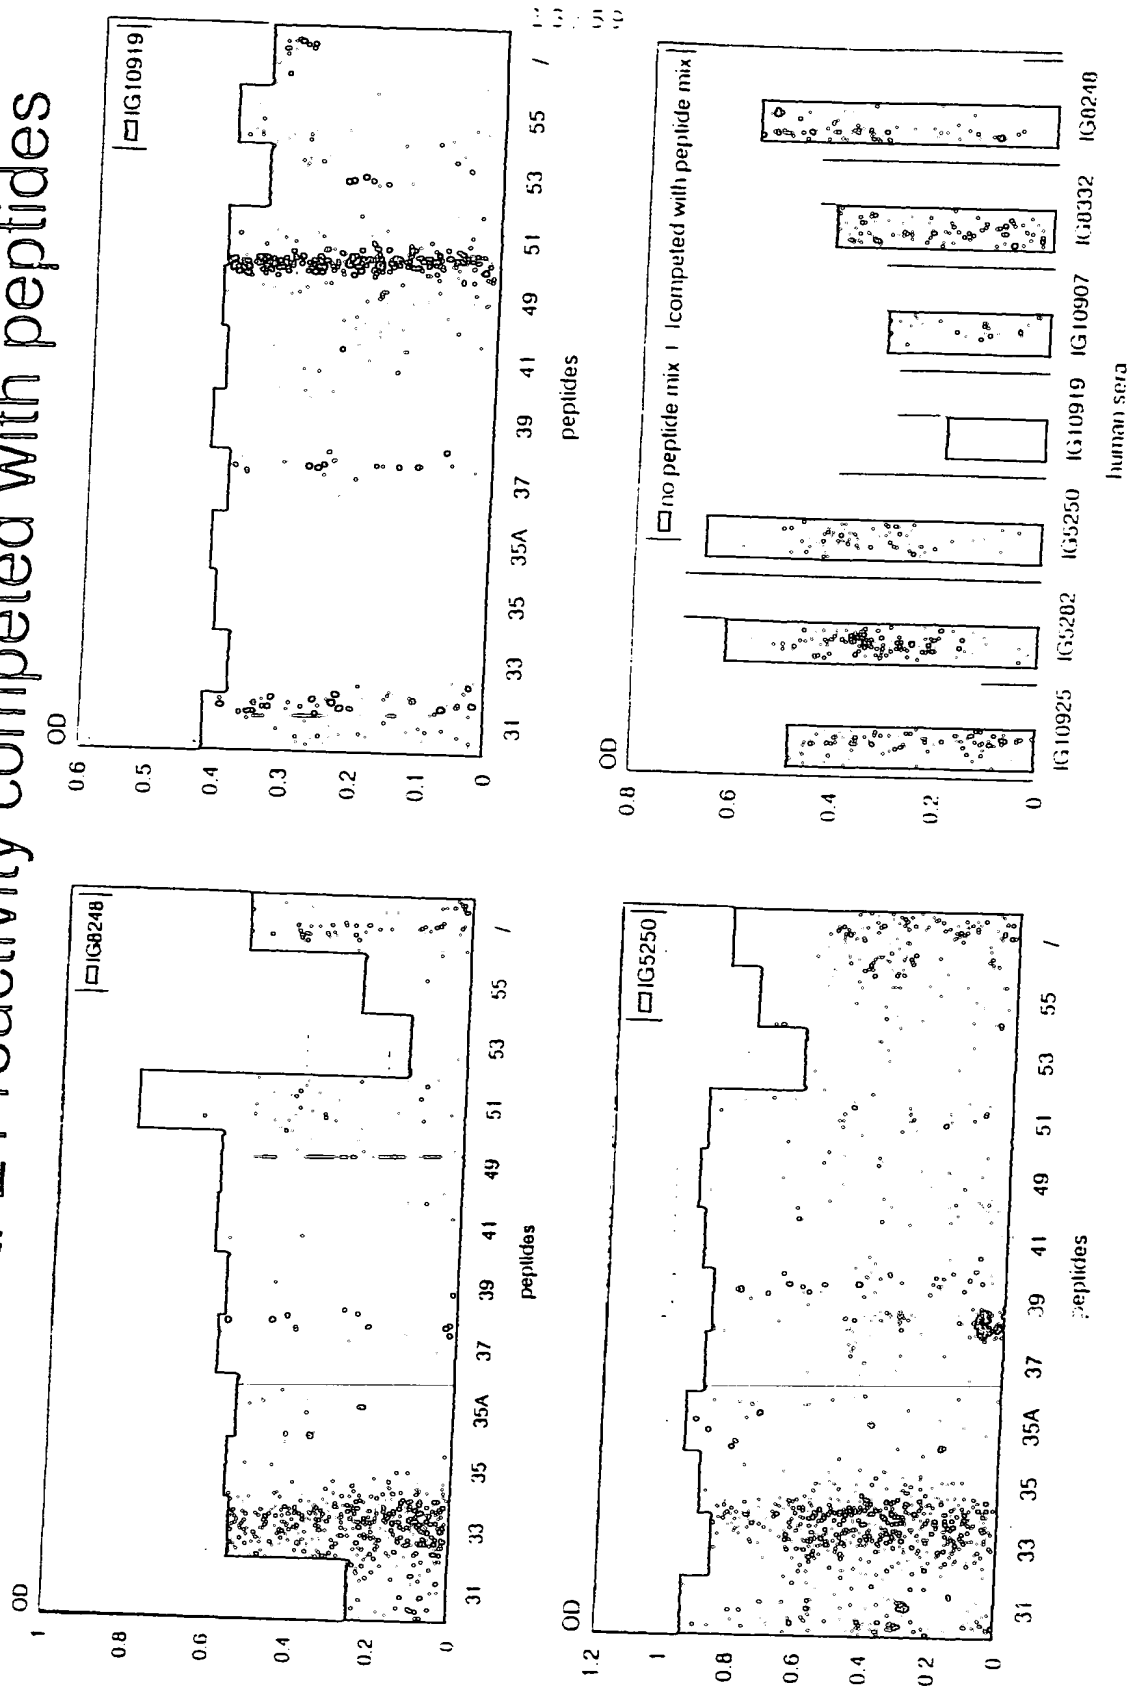 reactivity competed with peptides
OD
IG8248
1
0.8
0.6
0.4
0.2
0
31 33 35 35A 37 39 41 49 51 53 55 /
peptides
OD
IG10919
0.6
0.5
0.4
0.3
0.2
0.1
0
31 33 35 35A 37 39 41 49 51 53 55 /
peptides
OD
IG5250
1.2
1
0.8
0.6
0.4
0.2
0
31 33 35 35A 37 39 41 49 51 53 55 /
peptides
OD
no peptide mix competed with peptide mix
0.8
0.6
0.4
0.2
0
IG10925 IG5282 IG5250 IG10919 IG10907 IG8332 IG8248
human sera